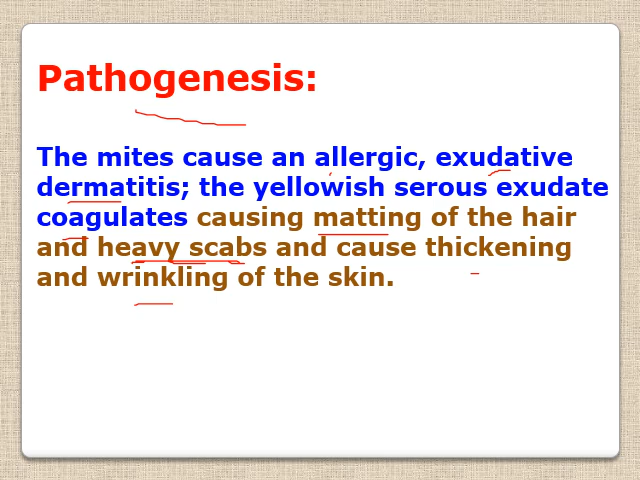 Pathogenesis:
The mites cause an allergic, exudative
dermatitis; the yellowish serous exudate
coagulates causing matting of the hair
and heavy scabs and cause thickening
and wrinkling of the skin.